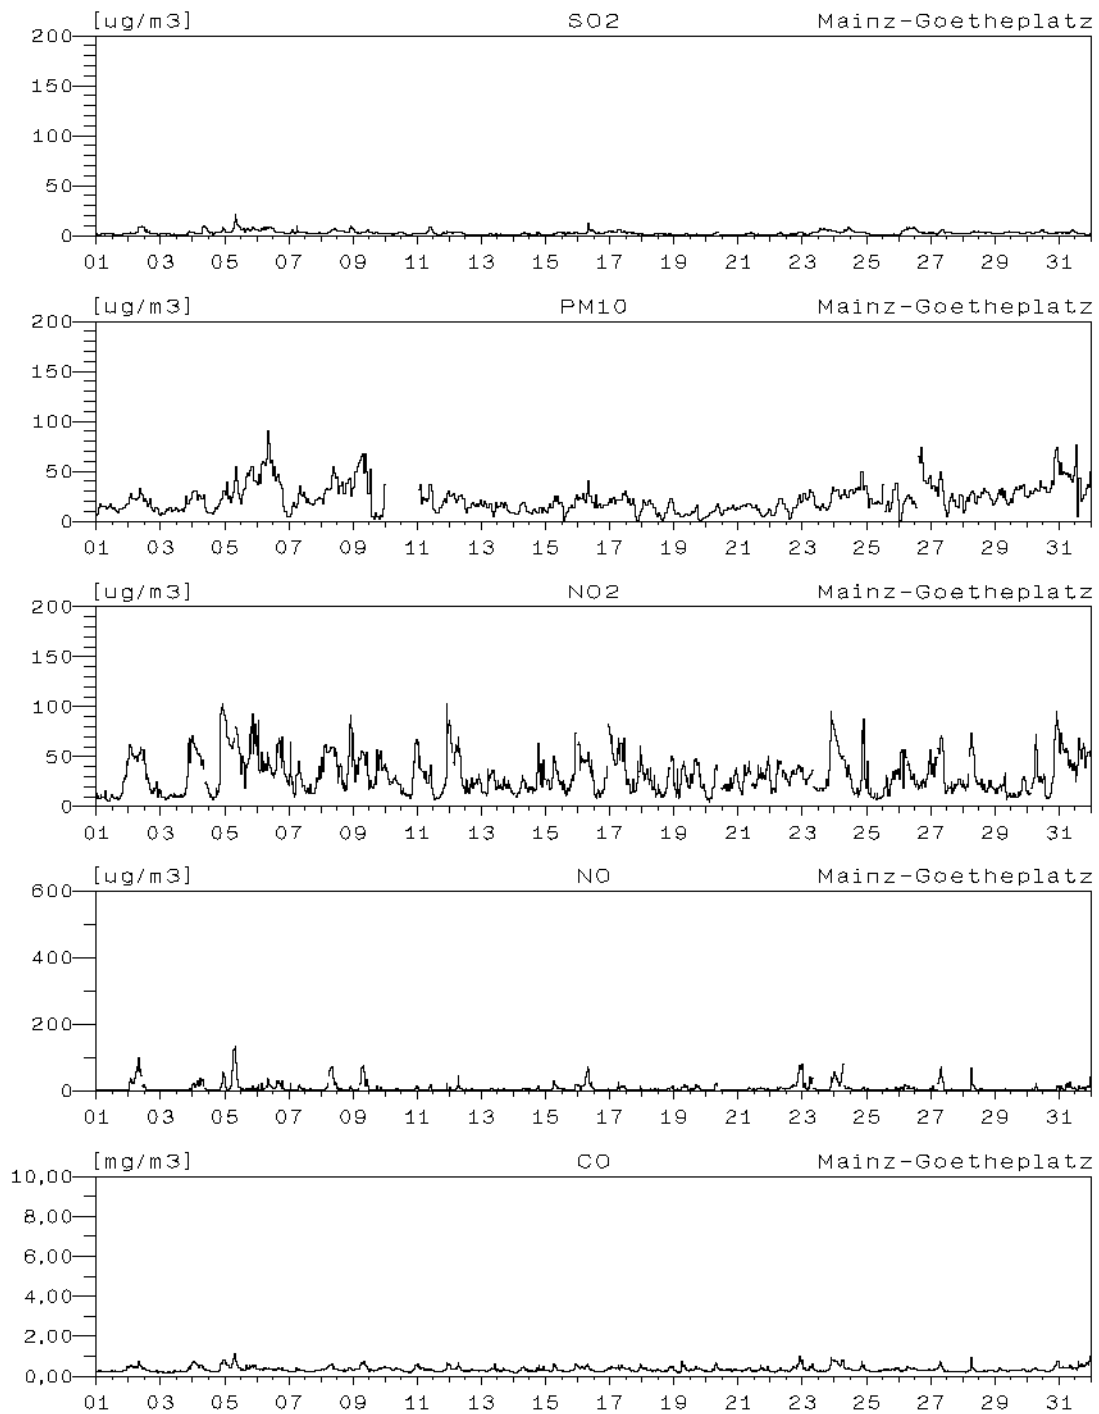 [ug/m3] SO2 Mainz-Goetheplatz
200
150
100
50
0
01 03 05 07 09 11 13 15 17 19 21 23 25 27 29 31
[ug/m3] PM10 Mainz-Goetheplatz
200
150
100
50
0
01 03 05 07 09 11 13 15 17 19 21 23 25 27 29 31
[ug/m3] NO2 Mainz-Goetheplatz
200
150
100
50
0
01 03 05 07 09 11 13 15 17 19 21 23 25 27 29 31
[ug/m3] NO Mainz-Goetheplatz
600
400
200
0
01 03 05 07 09 11 13 15 17 19 21 23 25 27 29 31
[mg/m3] CO Mainz-Goetheplatz
10,00
8,00
6,00
4,00
2,00
0,00
01 03 05 07 09 11 13 15 17 19 21 23 25 27 29 31